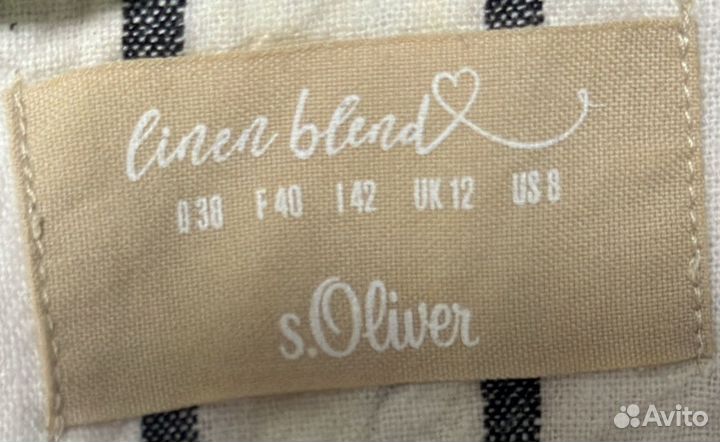 linen blend
D 38 F 40 I 42 UK 12 US 8
s.Oliver
Avito